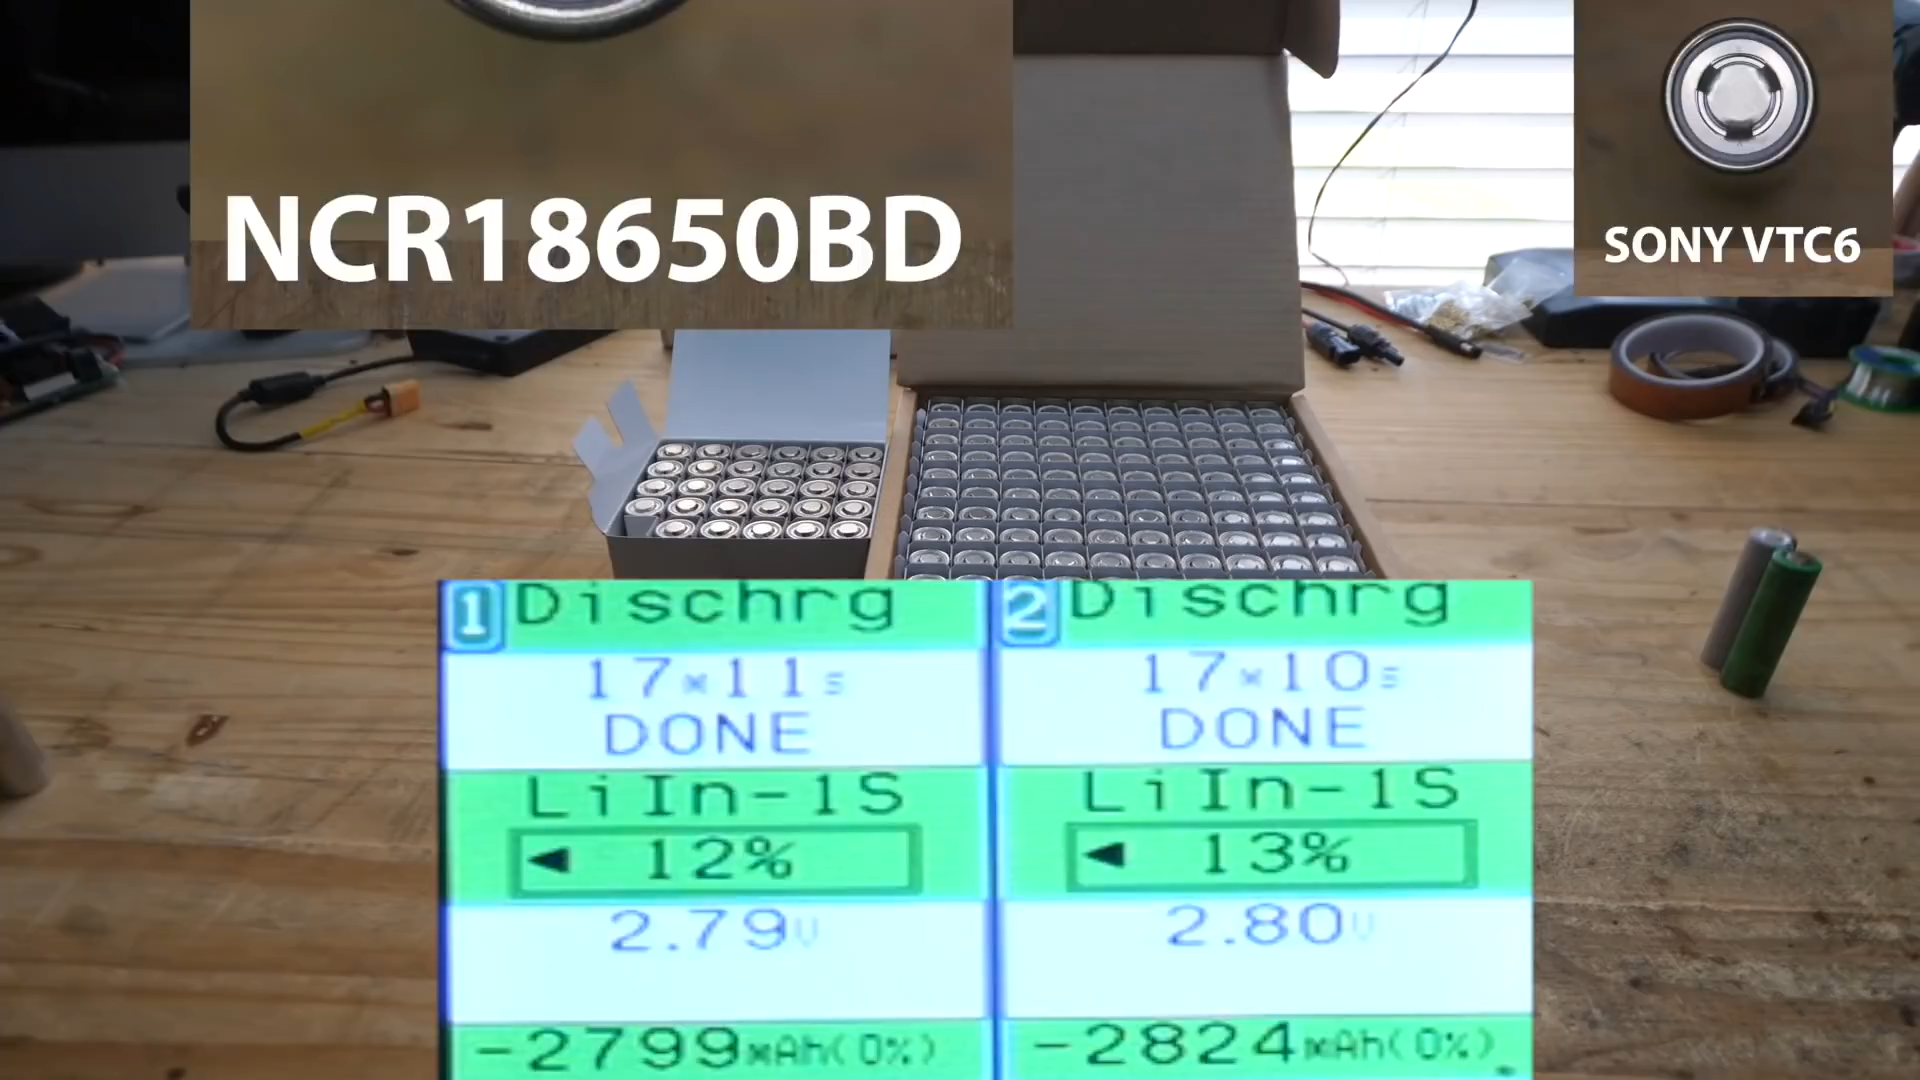 NCR18650BD
SONY VTC6
1 Dischrg
17m11s
DONE
LiIn-1S
12%
2.79V
-2799mAh(0%)
2 Dischrg
17m10s
DONE
LiIn-1S
13%
2.80V
-2824mAh(0%)